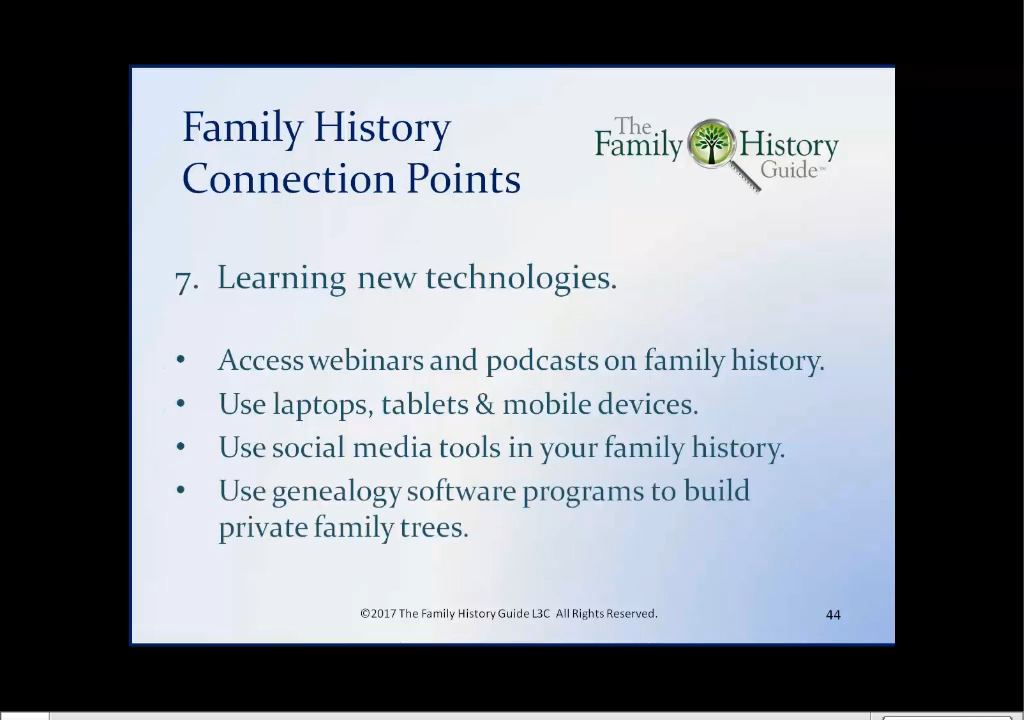 Family History
Connection Points
The
Family History
Guide™
7. Learning new technologies.
• Access webinars and podcasts on family history.
• Use laptops, tablets & mobile devices.
• Use social media tools in your family history.
• Use genealogy software programs to build
private family trees.
©2017 The Family History Guide L3C All Rights Reserved.
44